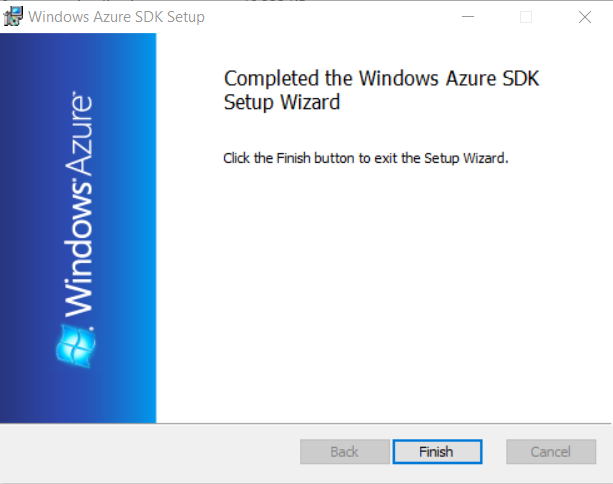 Windows Azure SDK Setup
Completed the Windows Azure SDK
Setup Wizard
Click the Finish button to exit the Setup Wizard.
Windows Azure™
Back
Finish
Cancel